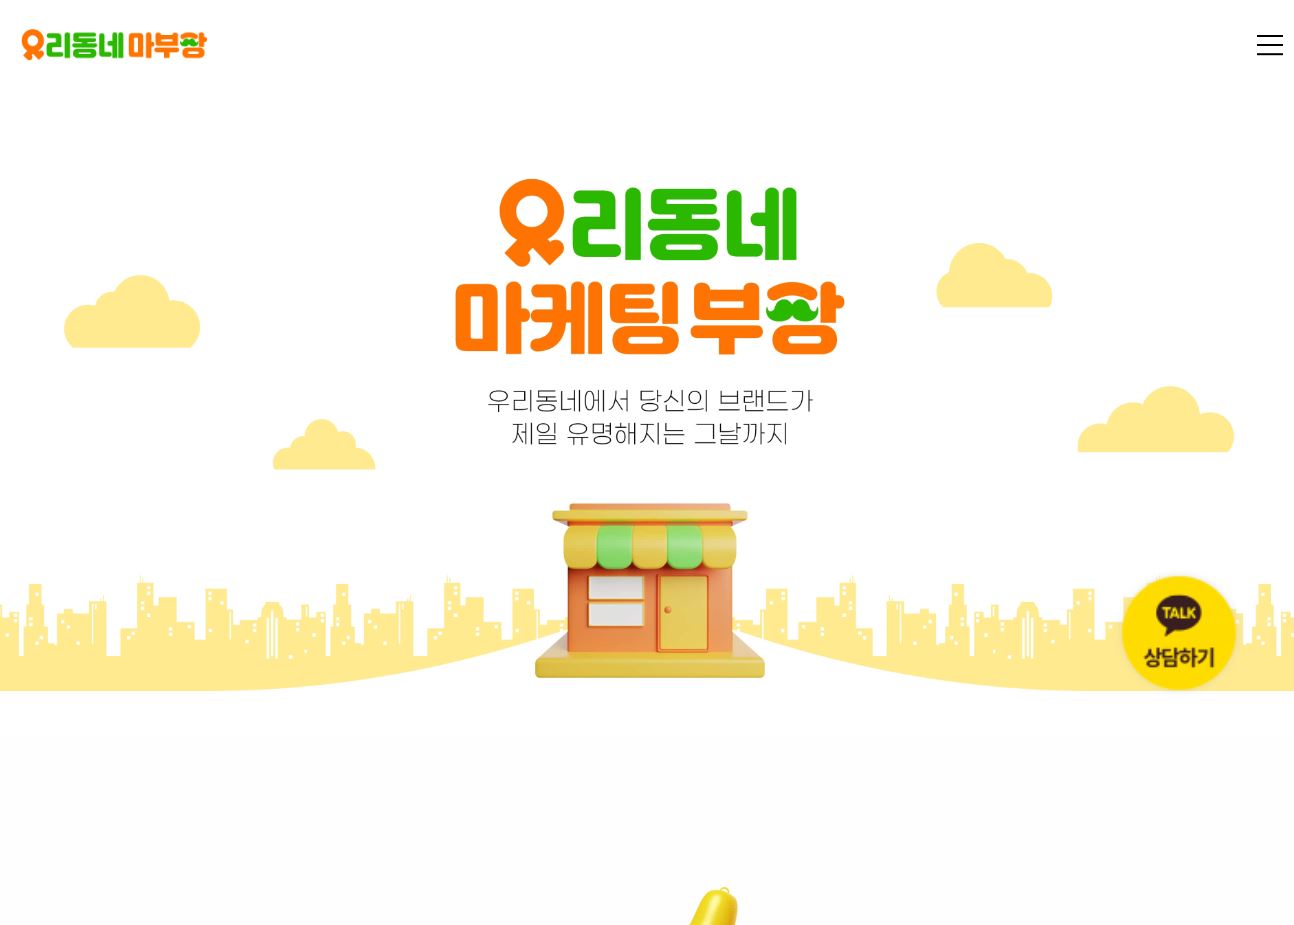 우리동네 마부장
우리동네
마케팅부장
우리동네에서 당신의 브랜드가
제일 유명해지는 그날까지
TALK
상담하기